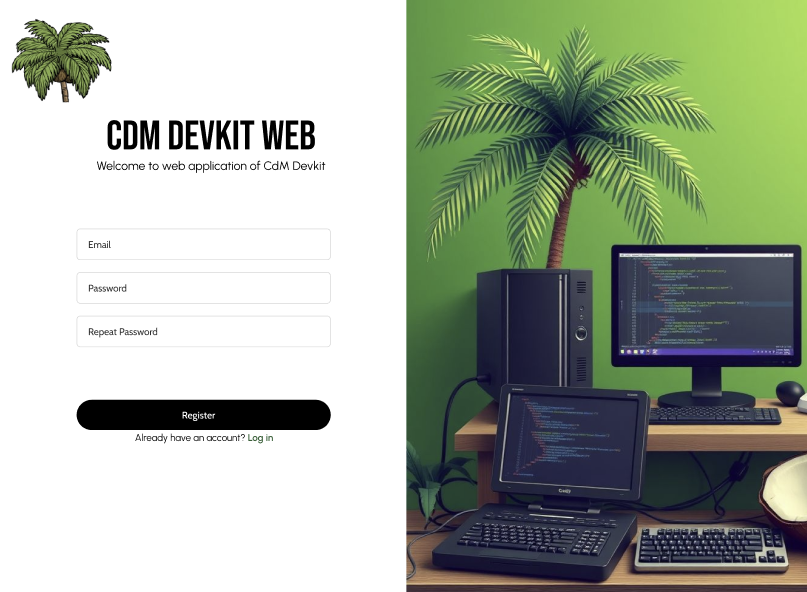 CDM DEVKIT WEB
Welcome to web application of CdM Devkit
Email
Password
Repeat Password
Register
Already have an account? Log in